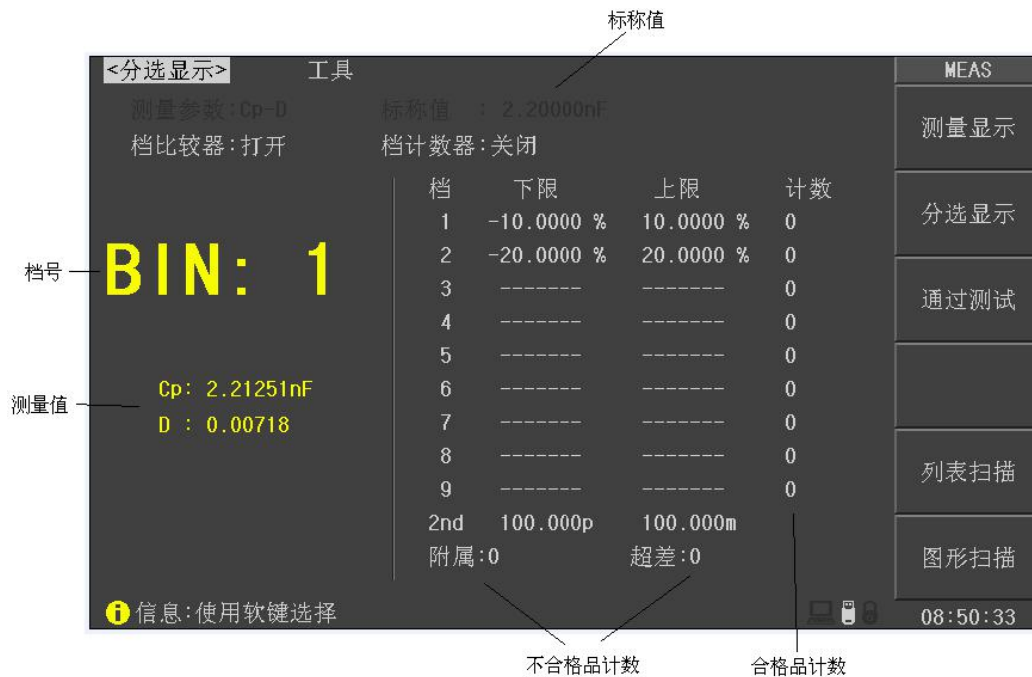 标称值
<分选显示> 工具 MEAS
测量参数:Cp-D 标称值 : 2.20000nF
测量显示
档比较器:打开 档计数器:关闭
档 下限 上限 计数
1 -10.0000 % 10.0000 % 0
分选显示
2 -20.0000 % 20.0000 % 0
档号
BIN: 1
3 ------- ------- 0
通过测试
4 ------- ------- 0
5 ------- ------- 0
6 ------- ------- 0
Cp: 2.21251nF
测量值
7 ------- ------- 0
D : 0.00718
8 ------- ------- 0
列表扫描
9 ------- ------- 0
2nd 100.000p 100.000m
附属:0 超差:0
图形扫描
信息:使用软键选择
08:50:33
不合格品计数 合格品计数